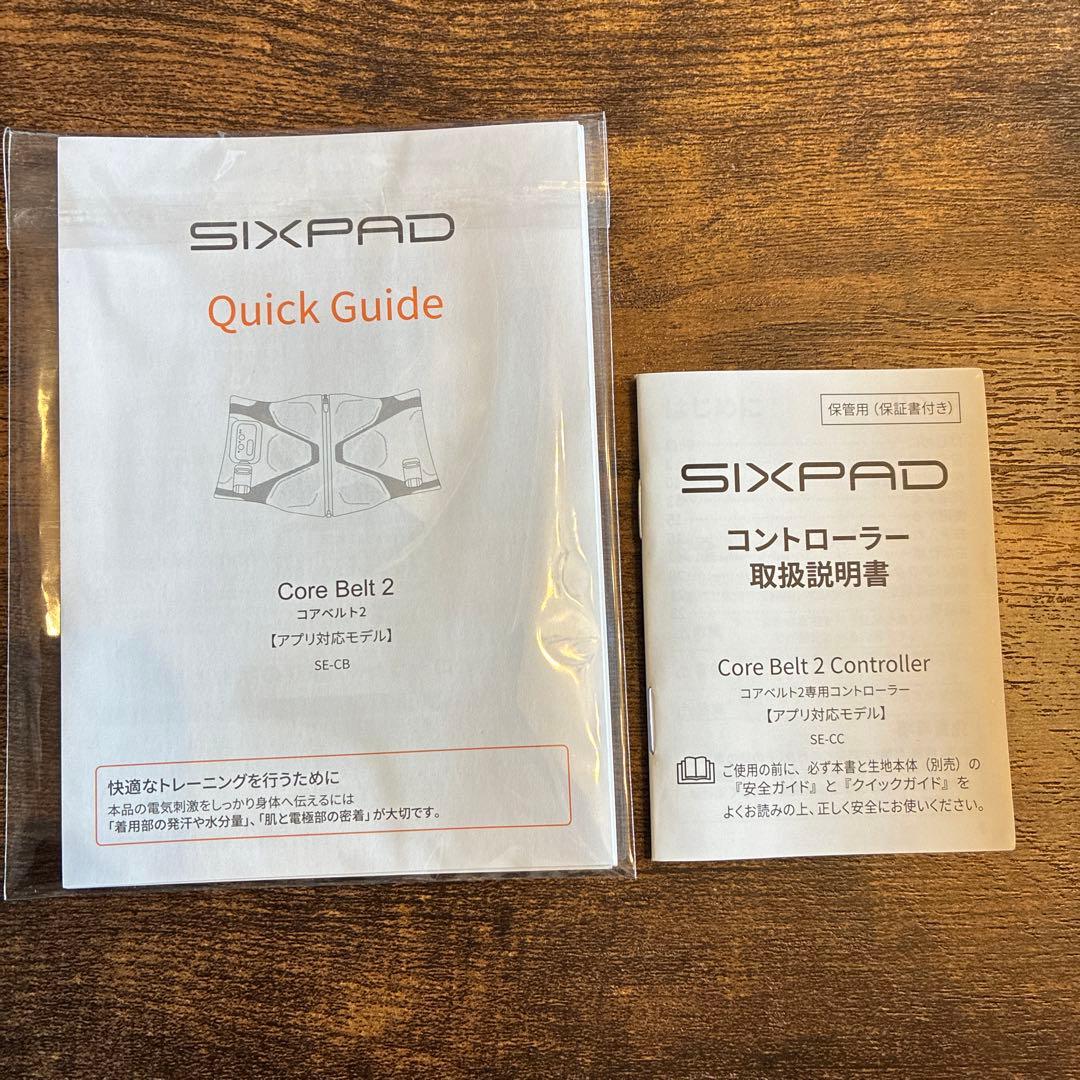 SIXPAD
Quick Guide
Core Belt 2
コアベルト2
【アプリ対応モデル】
SE-CB
快適なトレーニングを行うために
本品の電気刺激をしっかり身体へ伝えるには
「着用部の発汗や水分量」、「肌と電極部の密着」が大切です。
保管用（保証書付き）
SIXPAD
コントローラー
取扱説明書
Core Belt 2 Controller
コアベルト2専用コントローラー
【アプリ対応モデル】
SE-CC
ご使用の前に、必ず本書と生地本体（別売）の
『安全ガイド』と『クイックガイド』を
よくお読みの上、正しく安全にお使いください。